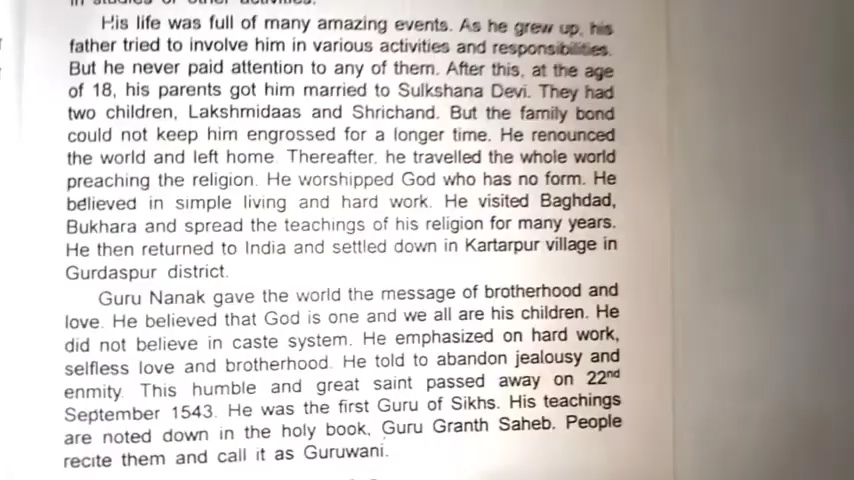 in studies or other activities.
His life was full of many amazing events. As he grew up, his
father tried to involve him in various activities and responsibilities.
But he never paid attention to any of them. After this, at the age
of 18, his parents got him married to Sulkshana Devi. They had
two children, Lakshmidaas and Shrichand. But the family bond
could not keep him engrossed for a longer time. He renounced
the world and left home. Thereafter, he travelled the whole world
preaching the religion. He worshipped God who has no form. He
believed in simple living and hard work. He visited Baghdad,
Bukhara and spread the teachings of his religion for many years.
He then returned to India and settled down in Kartarpur village in
Gurdaspur district.
Guru Nanak gave the world the message of brotherhood and
love. He believed that God is one and we all are his children. He
did not believe in caste system. He emphasized on hard work,
selfless love and brotherhood. He told to abandon jealousy and
enmity. This humble and great saint passed away on 22nd
September 1543. He was the first Guru of Sikhs. His teachings
are noted down in the holy book, Guru Granth Saheb. People
recite them and call it as Guruwani.